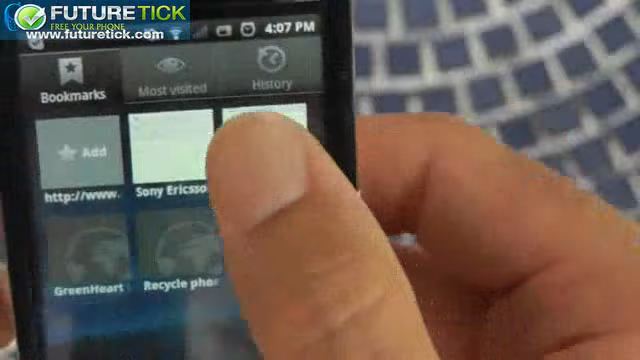 FUTURETICK
FREE YOUR PHONE
www.futuretick.com
4:07 PM
Bookmarks
Most visited
History
Add
http://www.
Sony Ericsso
GreenHeart
Recycle phon